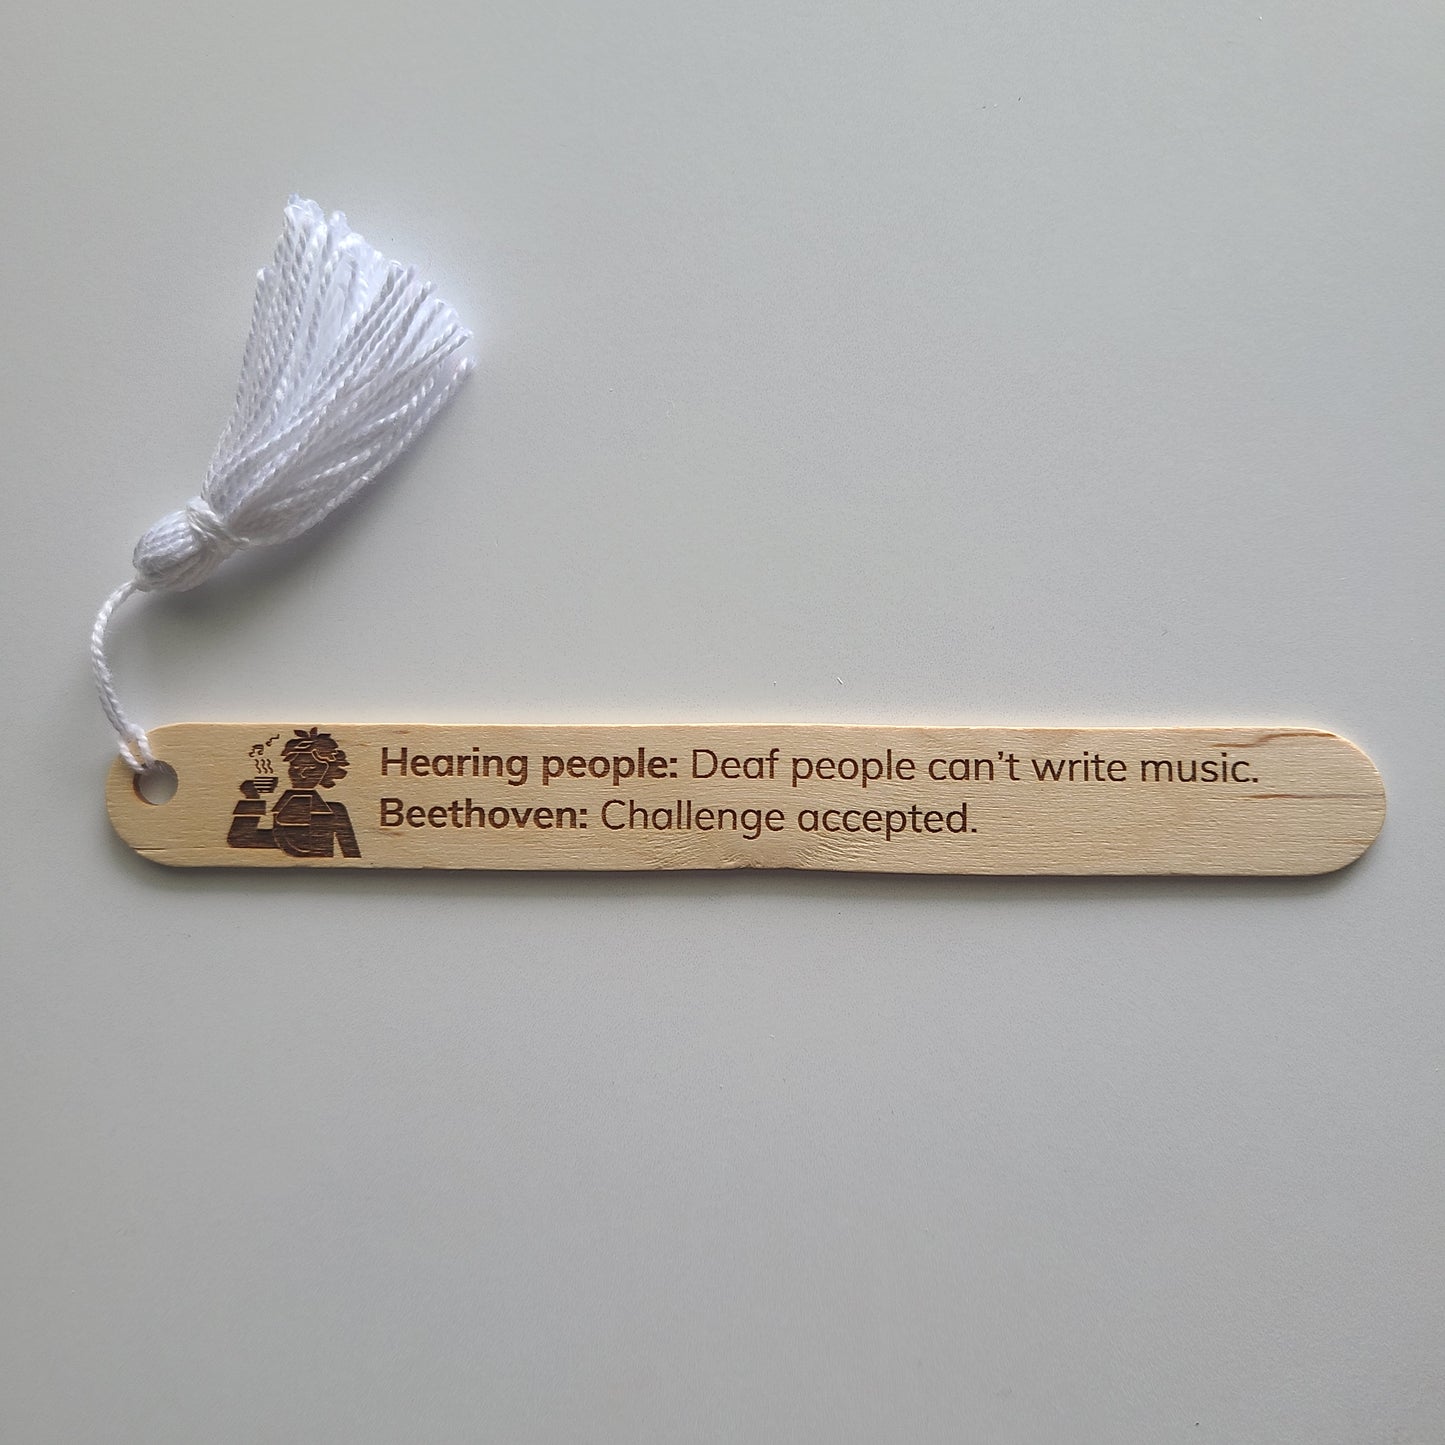 Hearing people: Deaf people can’t write music.
Beethoven: Challenge accepted.